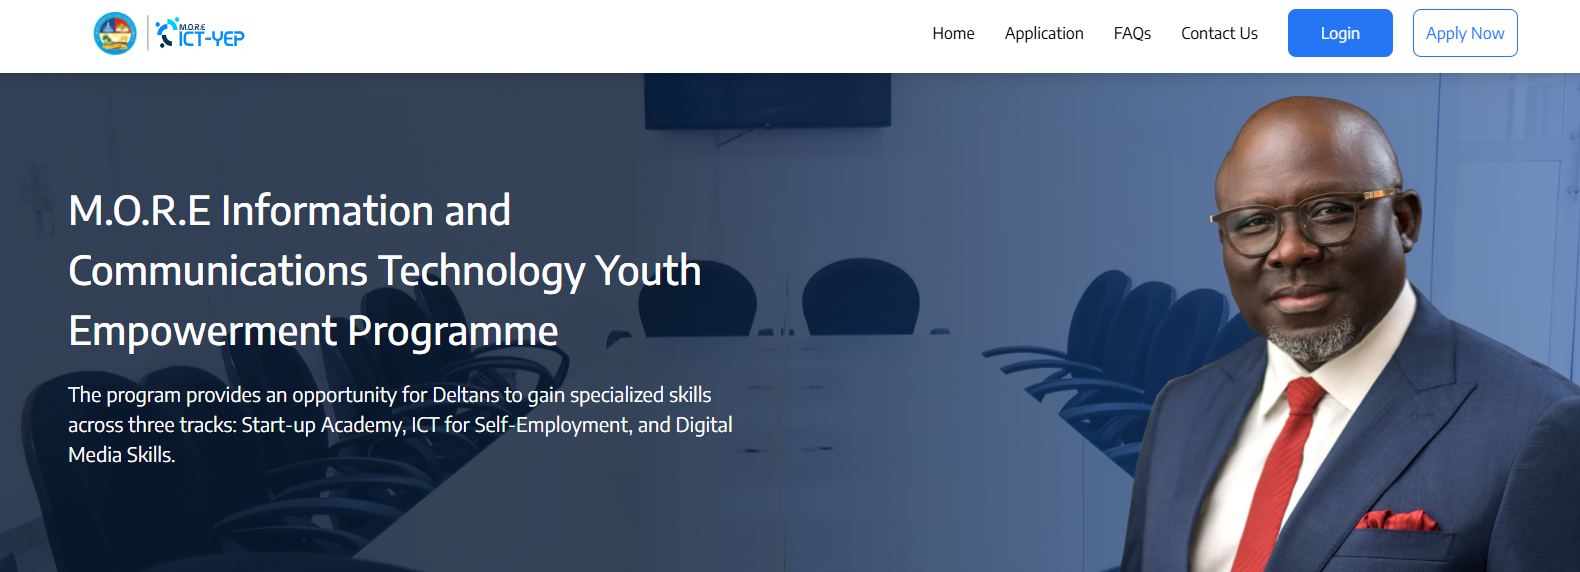 M.O.R.E
ICT-YEP
Home Application FAQs Contact Us Login Apply Now
M.O.R.E Information and
Communications Technology Youth
Empowerment Programme
The program provides an opportunity for Deltans to gain specialized skills
across three tracks: Start-up Academy, ICT for Self-Employment, and Digital
Media Skills.